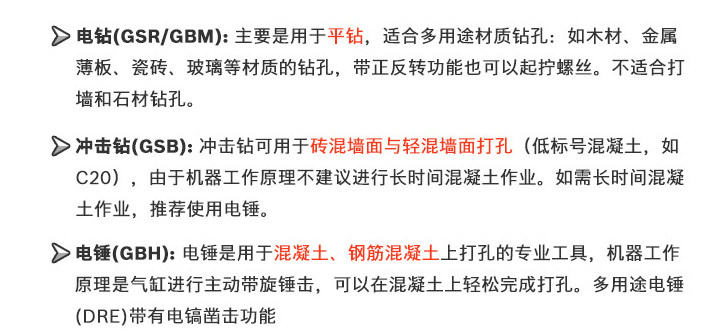 电钻(GSR/GBM): 主要是用于平钻，适合多用途材质钻孔：如木材、金属
薄板、瓷砖、玻璃等材质的钻孔，带正反转功能也可以起拧螺丝。不适合打
墙和石材钻孔。
冲击钻(GSB): 冲击钻可用于砖混墙面与轻混墙面打孔（低标号混凝土，如
C20），由于机器工作原理不建议进行长时间混凝土作业。如需长时间混凝
土作业，推荐使用电锤。
电锤(GBH): 电锤是用于混凝土、钢筋混凝土上打孔的专业工具，机器工作
原理是气缸进行主动带旋锤击，可以在混凝土上轻松完成打孔。多用途电锤
(DRE)带有电镐凿击功能